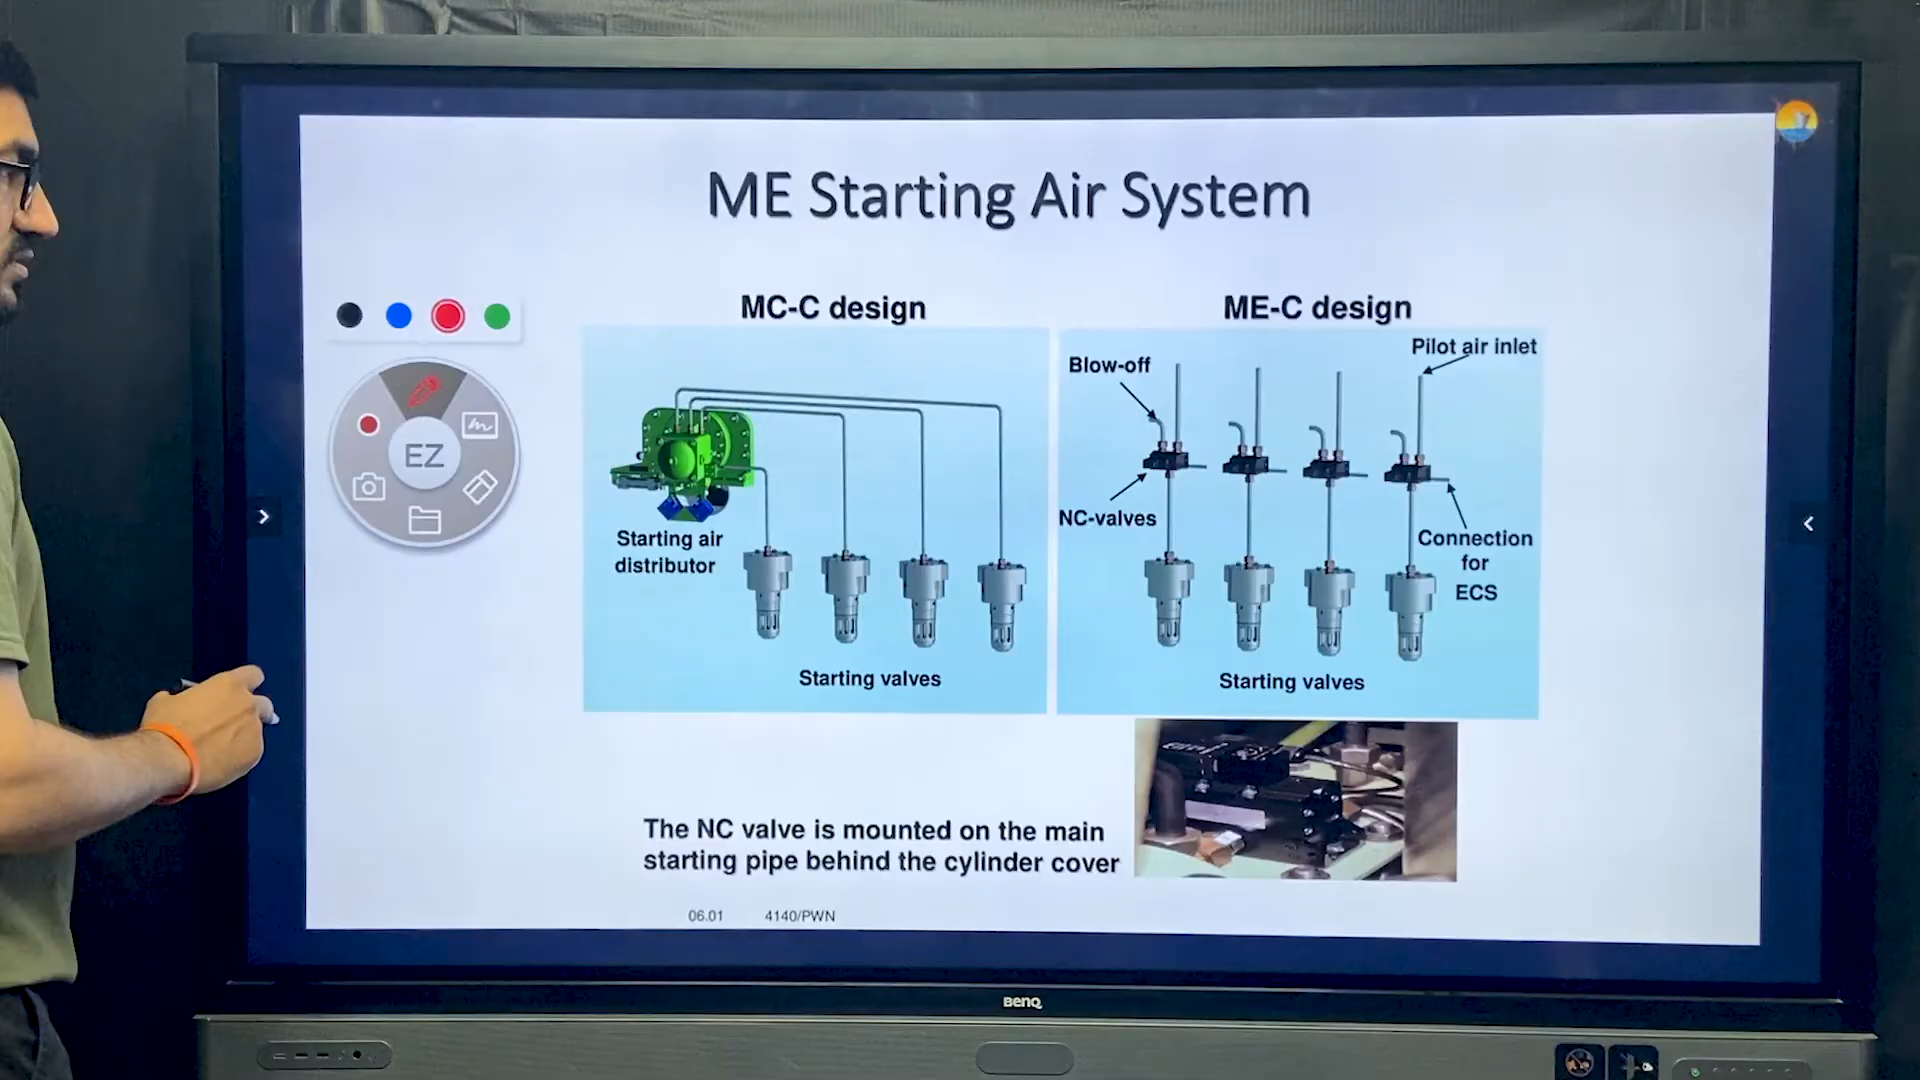 ME Starting Air System
MC-C design
ME-C design
EZ
Starting air
distributor
Starting valves
Blow-off
Pilot air inlet
NC-valves
Connection
for
ECS
Starting valves
The NC valve is mounted on the main
starting pipe behind the cylinder cover
06.01 4140/PWN
BenQ